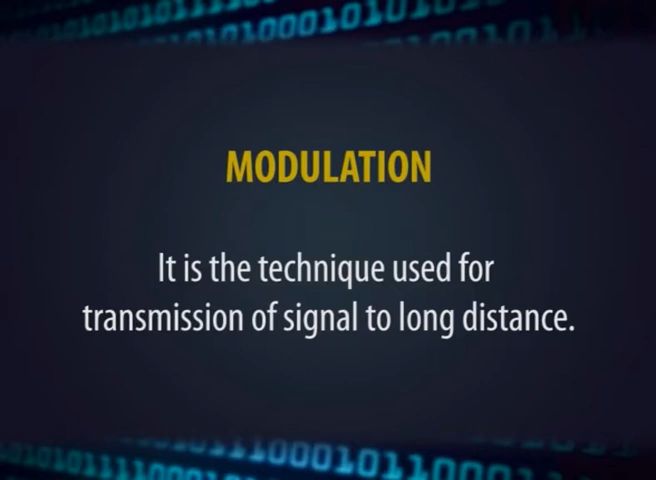 MODULATION
It is the technique used for
transmission of signal to long distance.